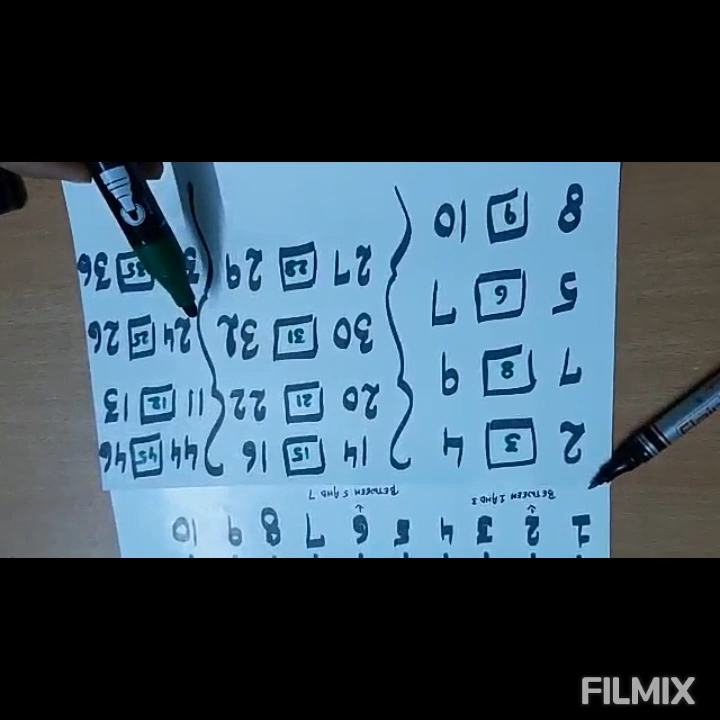 1 2 3 4 5 6 7 8 9 10
BETWEEN 1 AND 3 BETWEEN 5 AND 7
2 3 4 14 15 16 44 45 46
7 8 9 20 21 22 11 12 13
5 6 7 30 31 32 24 25 26
8 9 10 27 28 29 35 36
FILMIX